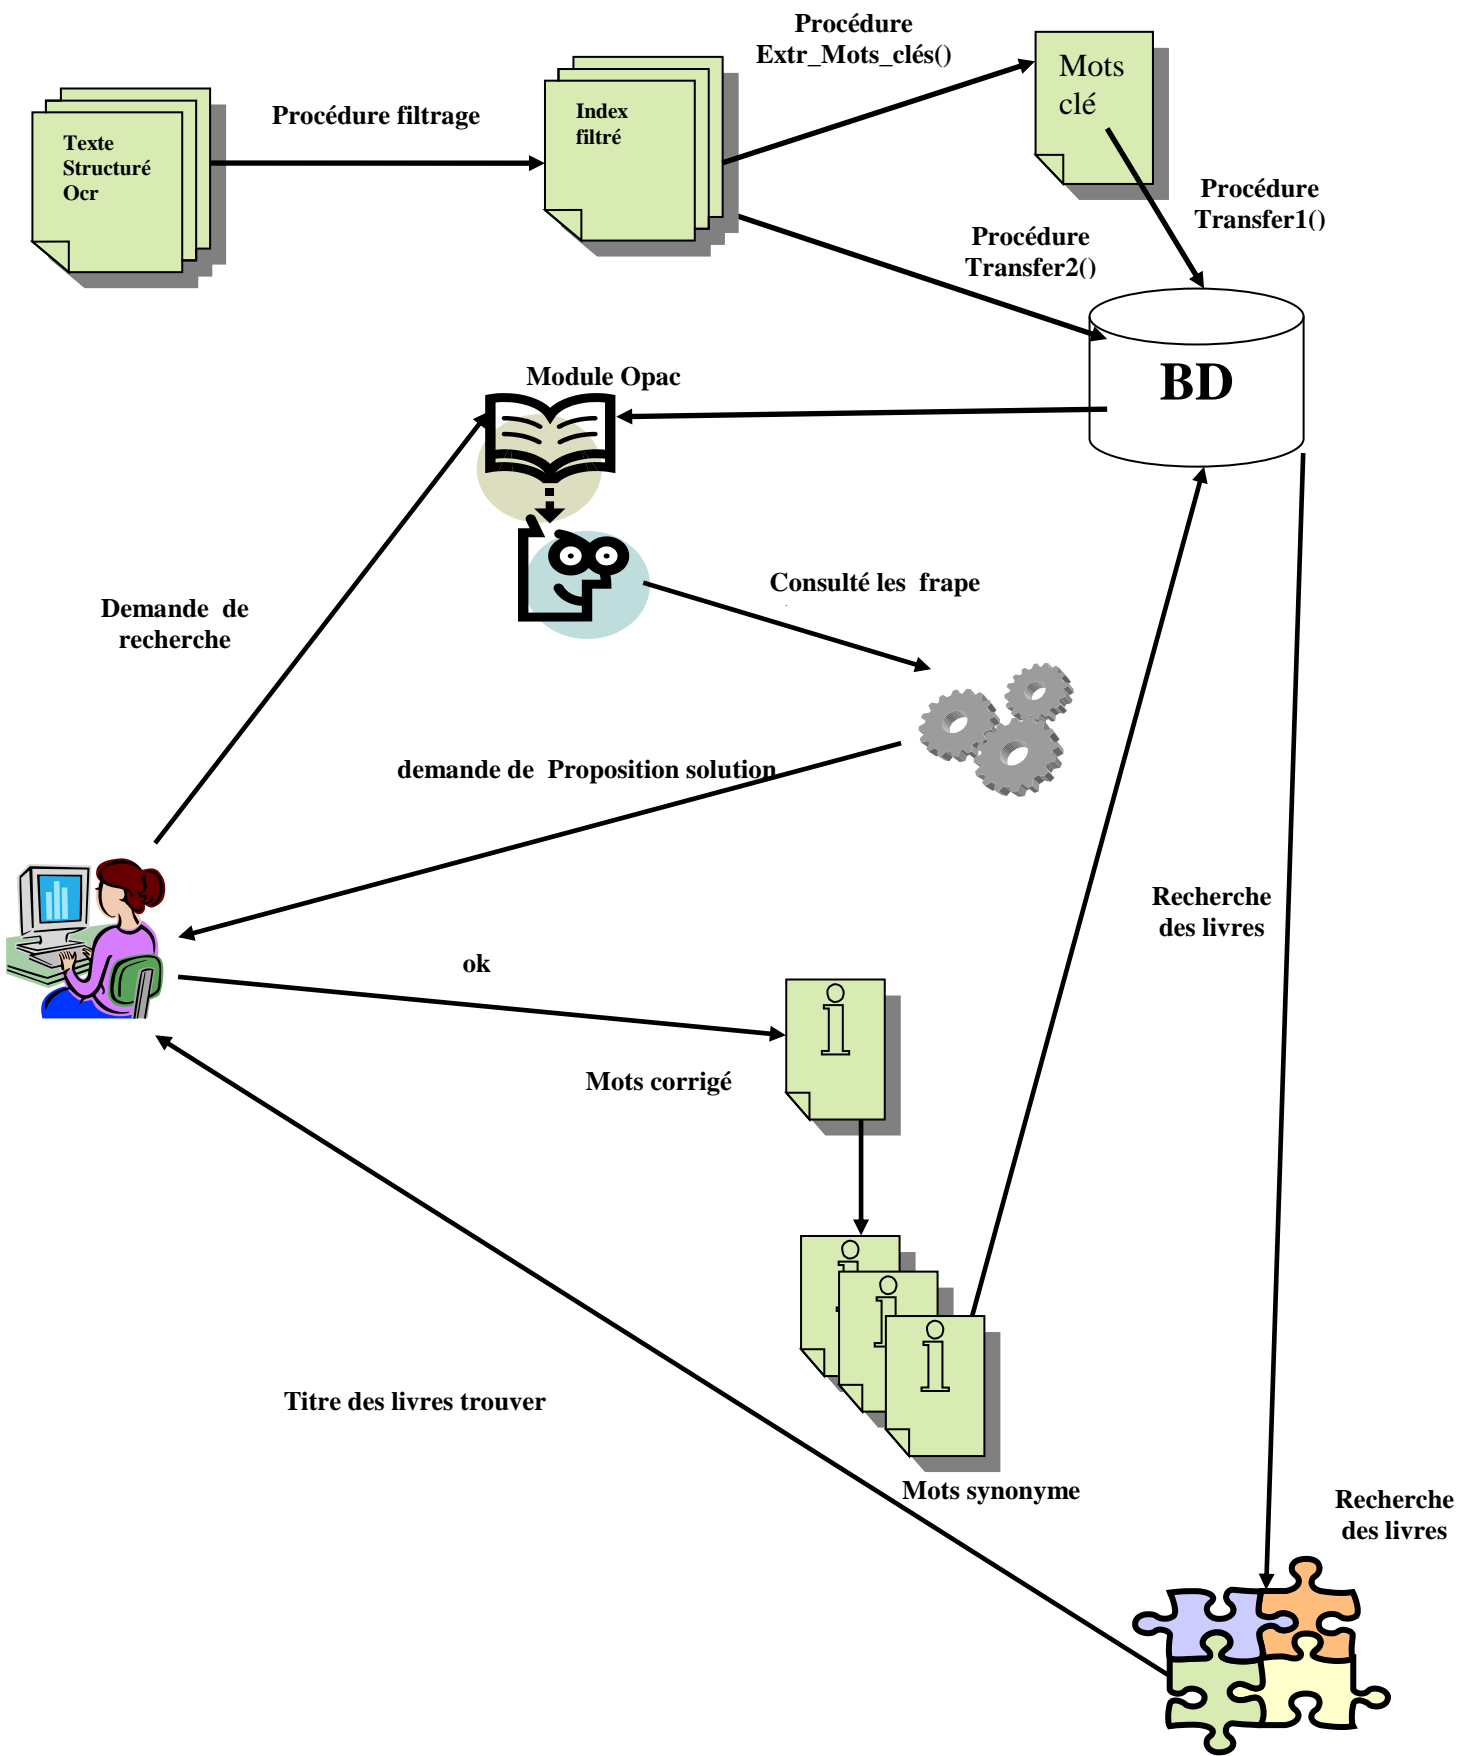 Procédure
Extr_Mots_clés()
Mots
clé
Procédure filtrage
Index
filtré
Texte
Structuré
Ocr
Procédure
Transfer1()
Procédure
Transfer2()
BD
Module Opac
Consulté les  frape
Demande  de
recherche
demande de  Proposition solution
Recherche
des livres
ok
Mots corrigé
Titre des livres trouver
Mots synonyme
Recherche
des livres